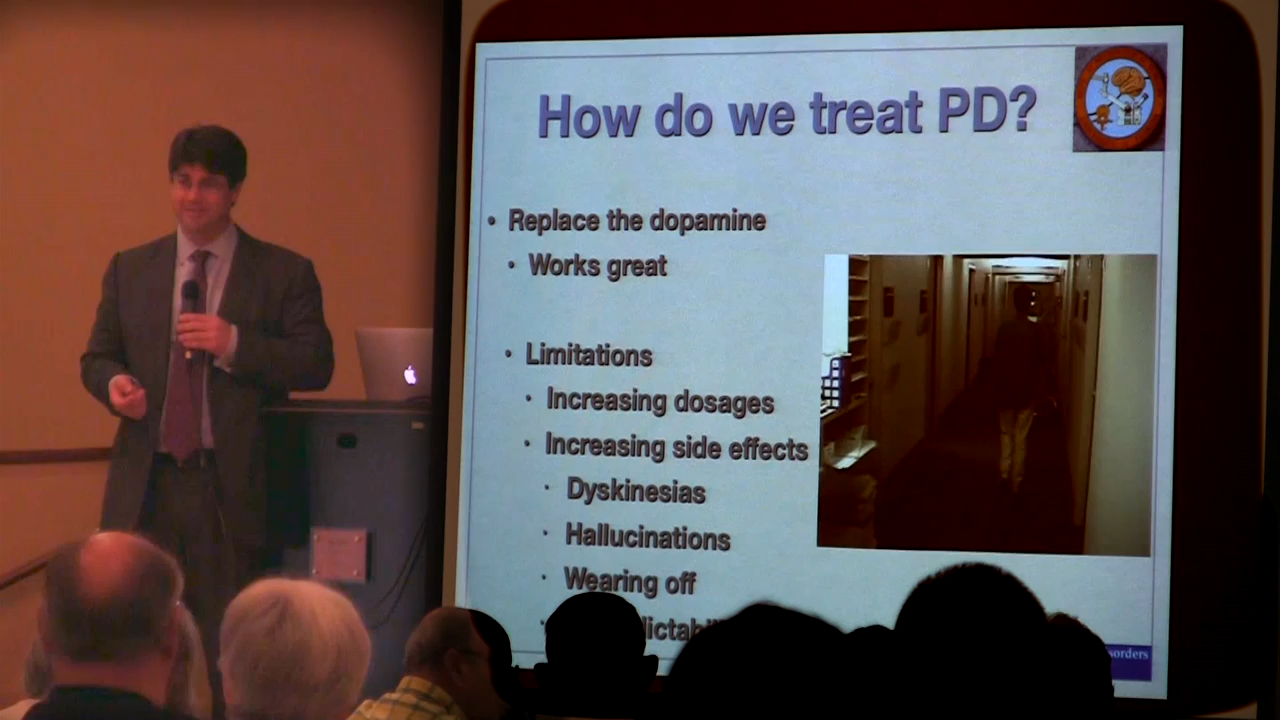 How do we treat PD?
• Replace the dopamine
• Works great
• Limitations
• Increasing dosages
• Increasing side effects
• Dyskinesias
• Hallucinations
• Wearing off